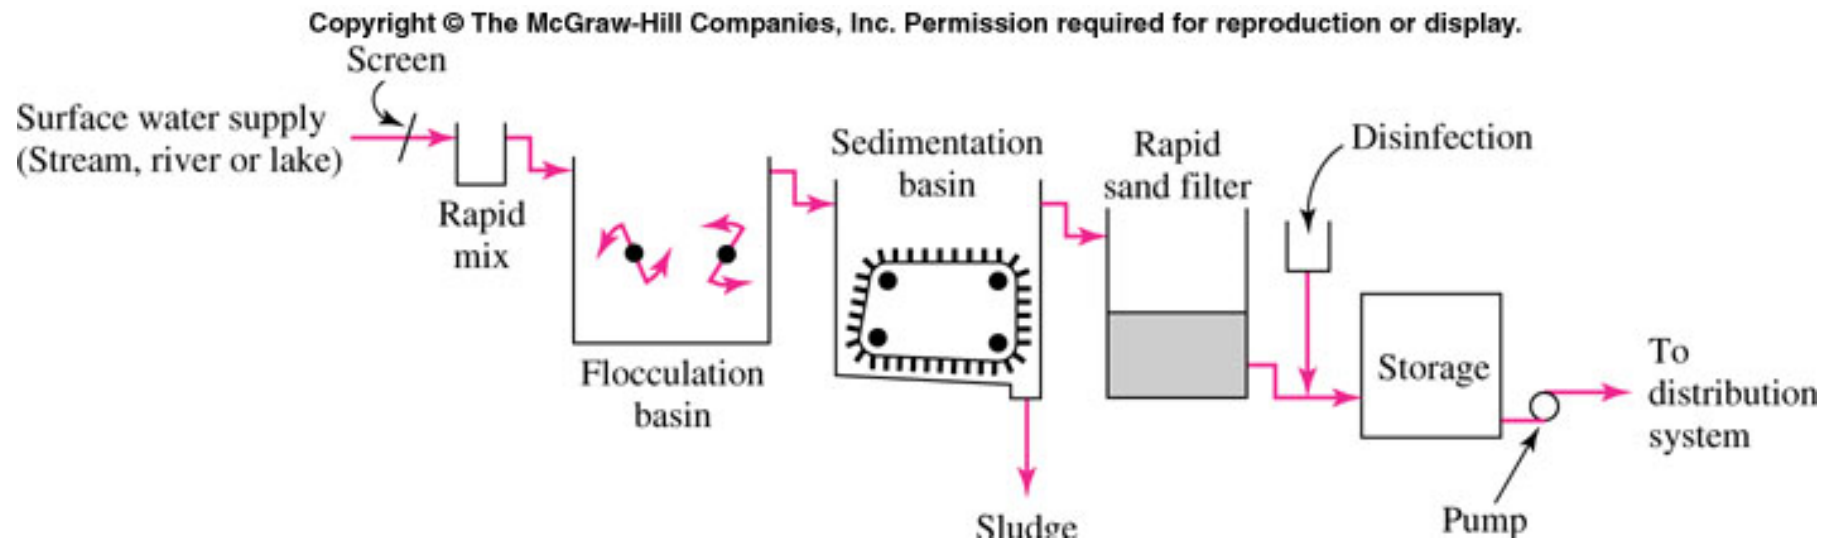 Copyright © The McGraw-Hill Companies, Inc. Permission required for reproduction or display.
Screen
Surface water supply
(Stream, river or lake)
Rapid
mix
Flocculation
basin
Sedimentation
basin
Sludge
Rapid
sand filter
Disinfection
Storage
Pump
To
distribution
system